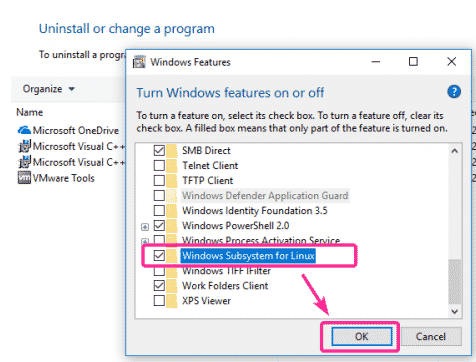 Uninstall or change a program
To uninstall a progra
Organize
Name
Microsoft OneDrive
Microsoft Visual C++
Microsoft Visual C++
VMware Tools
Windows Features
Turn Windows features on or off
To turn a feature on, select its check box. To turn a feature off, clear its
check box. A filled box means that only part of the feature is turned on.
SMB Direct
Telnet Client
TFTP Client
Windows Defender Application Guard
Windows Identity Foundation 3.5
Windows PowerShell 2.0
Windows Process Activation Service
Windows Subsystem for Linux
Windows TIFF IFilter
Work Folders Client
XPS Viewer
OK
Cancel